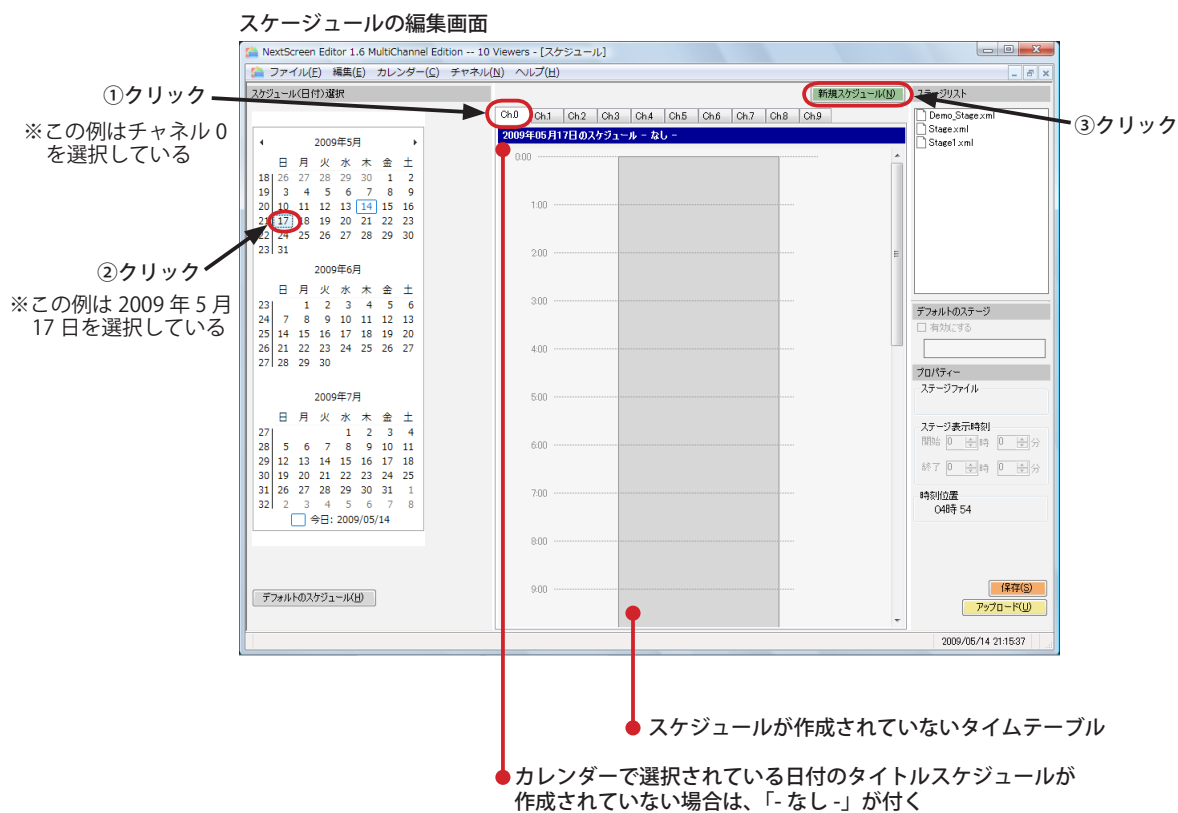 スケージュールの編集画面
NextScreen Editor 1.6 MultiChannel Edition -- 10 Viewers - [スケジュール]
ファイル(F) 編集(E) カレンダー(C) チャネル(N) ヘルプ(H)
スケジュール(日付)選択
新規スケジュール(N)
ステージリスト
①クリック
※この例はチャネル 0
を選択している
③クリック
Ch.0 Ch.1 Ch.2 Ch.3 Ch.4 Ch.5 Ch.6 Ch.7 Ch.8 Ch.9
2009年05月17日のスケジュール - なし -
Demo_Stage.xml
Stage.xml
Stage1.xml
2009年5月
日 月 火 水 木 金 土
18 26 27 28 29 30 1 2
19 3 4 5 6 7 8 9
20 10 11 12 13 14 15 16
21 17 18 19 20 21 22 23
22 24 25 26 27 28 29 30
23 31
②クリック
※この例は 2009 年 5 月
17 日を選択している
2009年6月
日 月 火 水 木 金 土
23 1 2 3 4 5 6
24 7 8 9 10 11 12 13
25 14 15 16 17 18 19 20
26 21 22 23 24 25 26 27
27 28 29 30
2009年7月
日 月 火 水 木 金 土
27 1 2 3 4
28 5 6 7 8 9 10 11
29 12 13 14 15 16 17 18
30 19 20 21 22 23 24 25
31 26 27 28 29 30 31 1
32 2 3 4 5 6 7 8
今日: 2009/05/14
デフォルトのスケジュール(H)
0:00
1:00
2:00
3:00
4:00
5:00
6:00
7:00
8:00
9:00
デフォルトのステージ
有効にする
プロパティー
ステージファイル
ステージ表示時刻
開始 0 時 0 分
終了 0 時 0 分
時刻位置
04時 54
保存(S)
アップロード(U)
2009/05/14 21:15:37
スケジュールが作成されていないタイムテーブル
カレンダーで選択されている日付のタイトルスケジュールが
作成されていない場合は、「- なし -」が付く